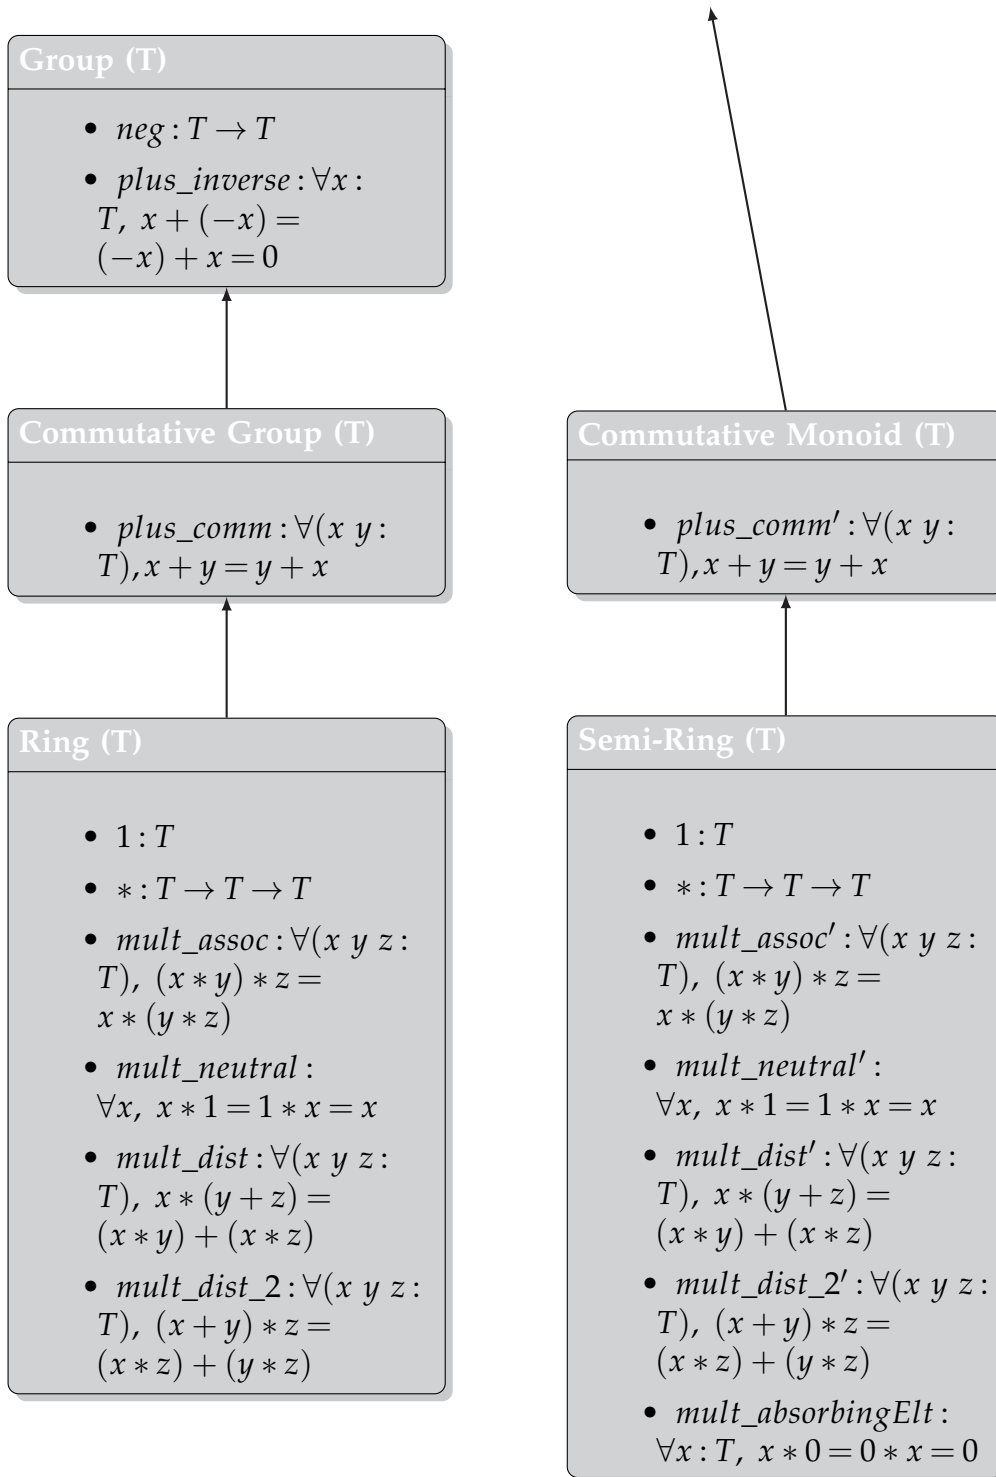 Group (T)
• neg : T → T
• plus_inverse : ∀x :
T, x + (−x) =
(−x) + x = 0
Commutative Group (T)
• plus_comm : ∀(x y :
T), x + y = y + x
Ring (T)
• 1 : T
• ∗ : T → T → T
• mult_assoc : ∀(x y z :
T), (x ∗ y) ∗ z =
x ∗ (y ∗ z)
• mult_neutral :
∀x, x ∗ 1 = 1 ∗ x = x
• mult_dist : ∀(x y z :
T), x ∗ (y + z) =
(x ∗ y) + (x ∗ z)
• mult_dist_2 : ∀(x y z :
T), (x + y) ∗ z =
(x ∗ z) + (y ∗ z)
Commutative Monoid (T)
• plus_comm′ : ∀(x y :
T), x + y = y + x
Semi-Ring (T)
• 1 : T
• ∗ : T → T → T
• mult_assoc′ : ∀(x y z :
T), (x ∗ y) ∗ z =
x ∗ (y ∗ z)
• mult_neutral′ :
∀x, x ∗ 1 = 1 ∗ x = x
• mult_dist′ : ∀(x y z :
T), x ∗ (y + z) =
(x ∗ y) + (x ∗ z)
• mult_dist_2′ : ∀(x y z :
T), (x + y) ∗ z =
(x ∗ z) + (y ∗ z)
• mult_absorbingElt :
∀x : T, x ∗ 0 = 0 ∗ x = 0